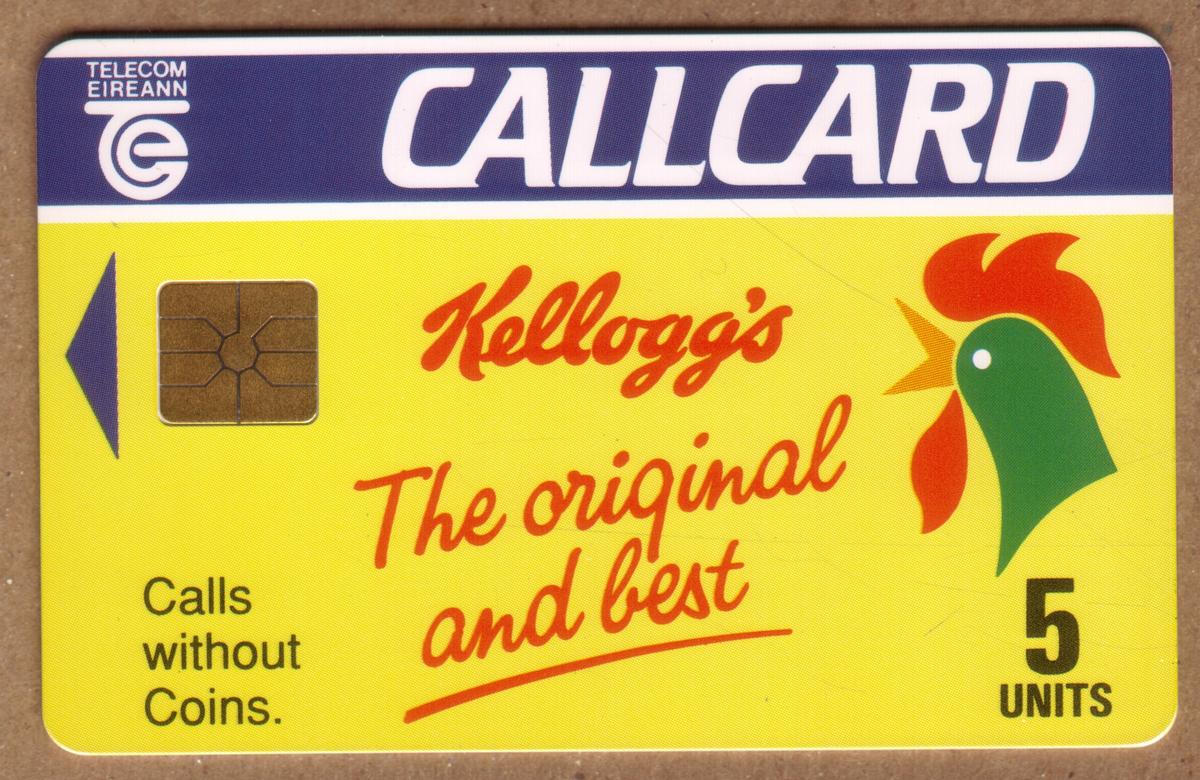 TELECOM
EIREANN
CALLCARD
Kellogg's
The original
and best
Calls
without
Coins.
5
UNITS